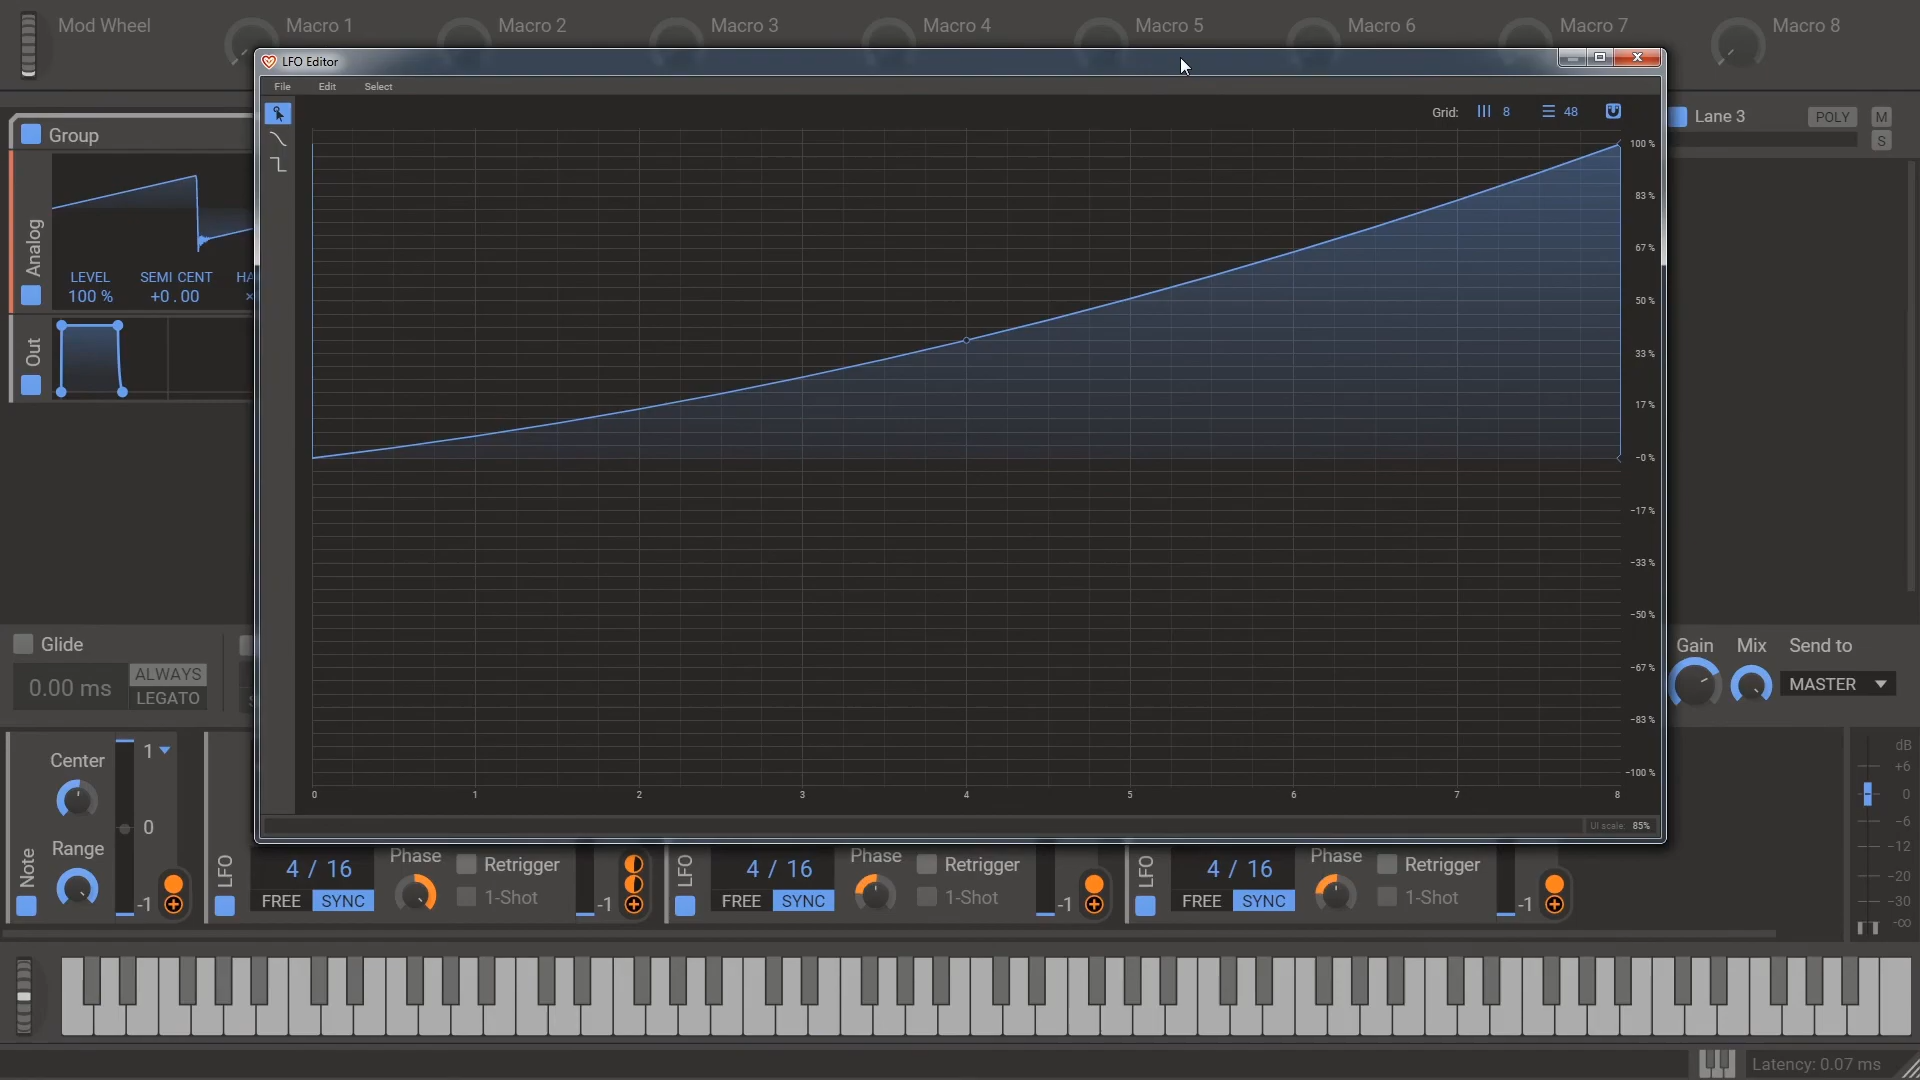 Mod Wheel
Macro 1
Macro 2
Macro 3
Macro 4
Macro 5
Macro 6
Macro 7
Macro 8
LFO Editor
File Edit Select
Grid: 8 48
Group
Lane 3 POLY M
S
Analog
LEVEL SEMI CENT HA
100 % +0.00
Out
100 %
83 %
67 %
50 %
33 %
17 %
-0 %
-17 %
-33 %
-50 %
-67 %
-83 %
-100 %
0 1 2 3 4 5 6 7 8
UI scale: 85%
Glide
0.00 ms ALWAYS
LEGATO
Gain Mix Send to
MASTER
Note
Center
Range
1
0
-1
LFO
4 / 16
FREE SYNC
Phase
Retrigger
1-Shot
-1
LFO
4 / 16
FREE SYNC
Phase
Retrigger
1-Shot
-1
LFO
4 / 16
FREE SYNC
Phase
Retrigger
1-Shot
-1
dB
+6
0
-6
-12
-20
-30
-∞
Latency: 0.07 ms